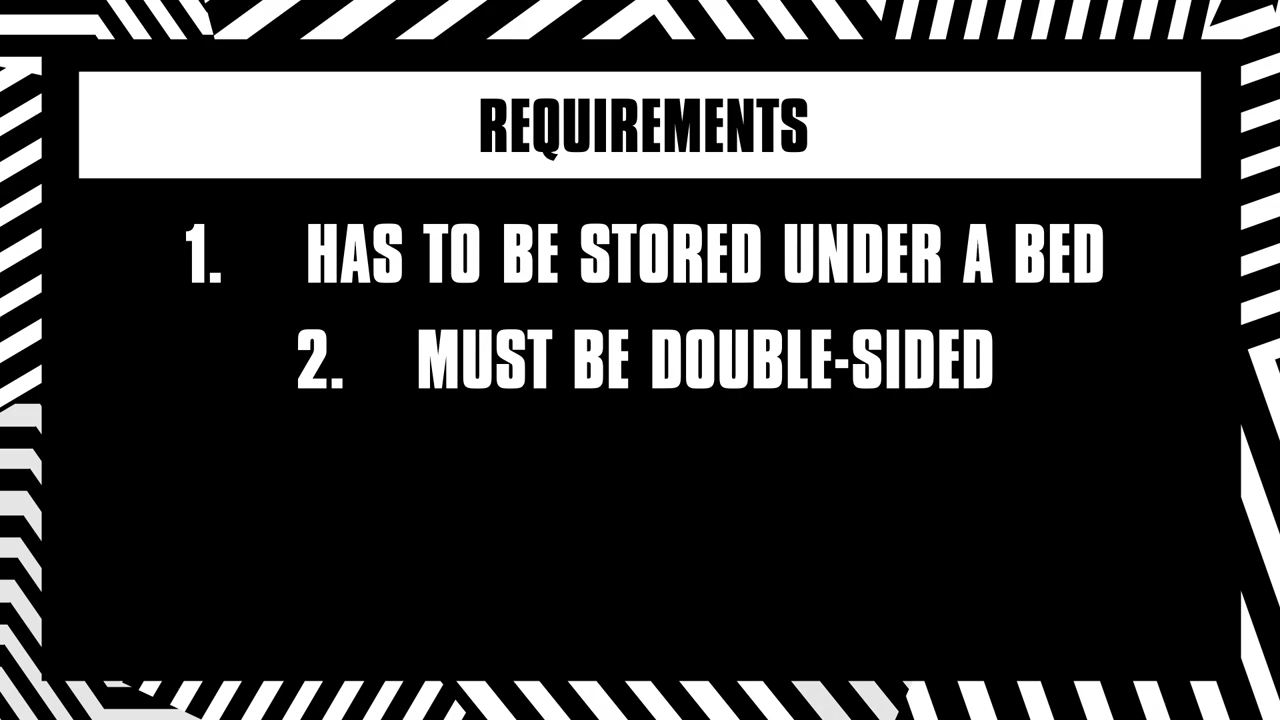 REQUIREMENTS
1. HAS TO BE STORED UNDER A BED
2. MUST BE DOUBLE-SIDED